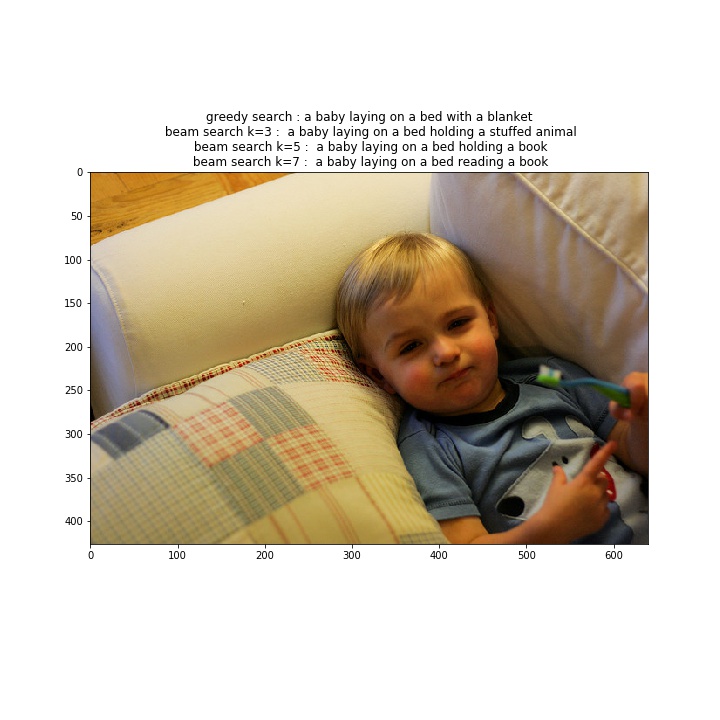 greedy search : a baby laying on a bed with a blanket
beam search k=3 :  a baby laying on a bed holding a stuffed animal
beam search k=5 :  a baby laying on a bed holding a book
beam search k=7 :  a baby laying on a bed reading a book
0
50
100
150
200
250
300
350
400
0 100 200 300 400 500 600